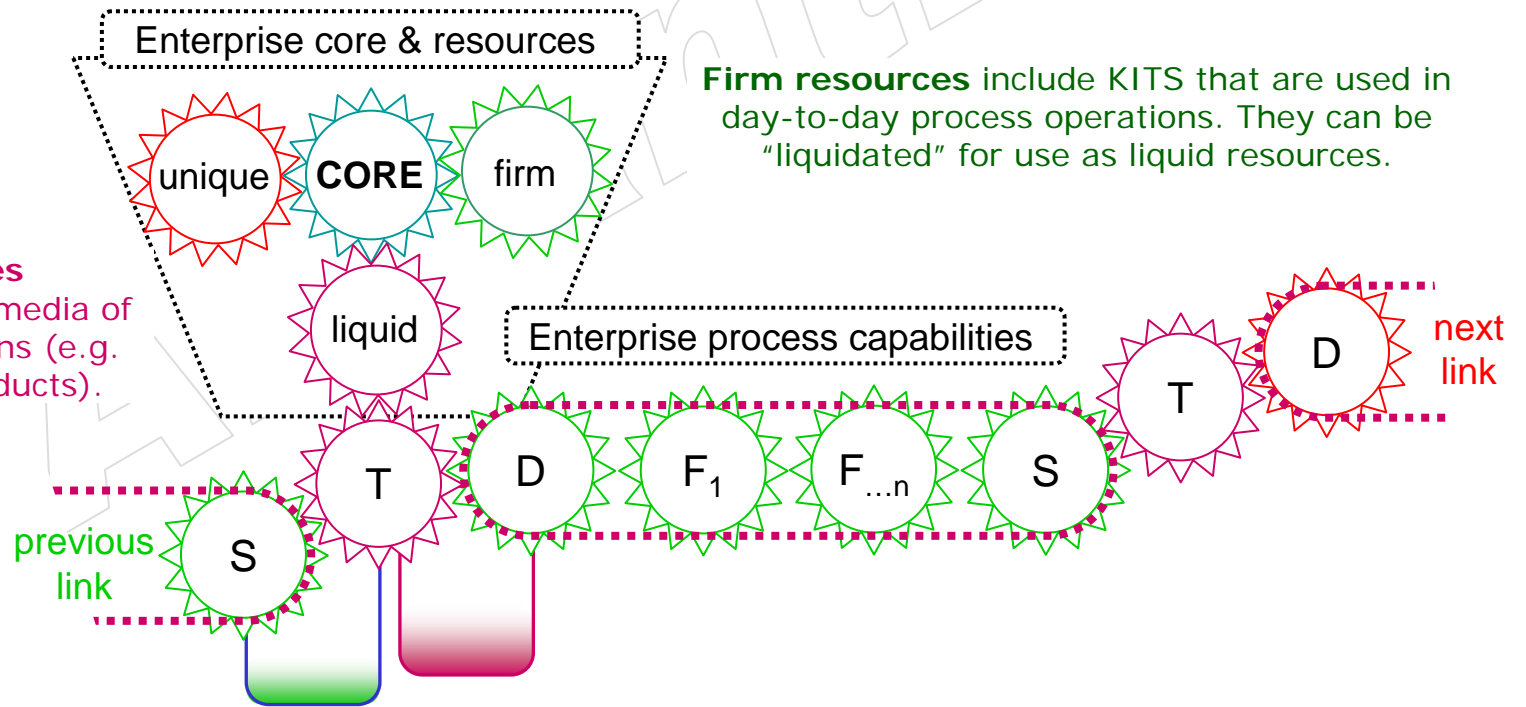 Enterprise core & resources
Firm resources include KITS that are used in
day-to-day process operations. They can be
“liquidated” for use as liquid resources.
unique
CORE
firm
liquid
es
media of
ns (e.g.
ducts).
Enterprise process capabilities
previous
link
S
T
D
F1
F…n
S
T
D
next
link